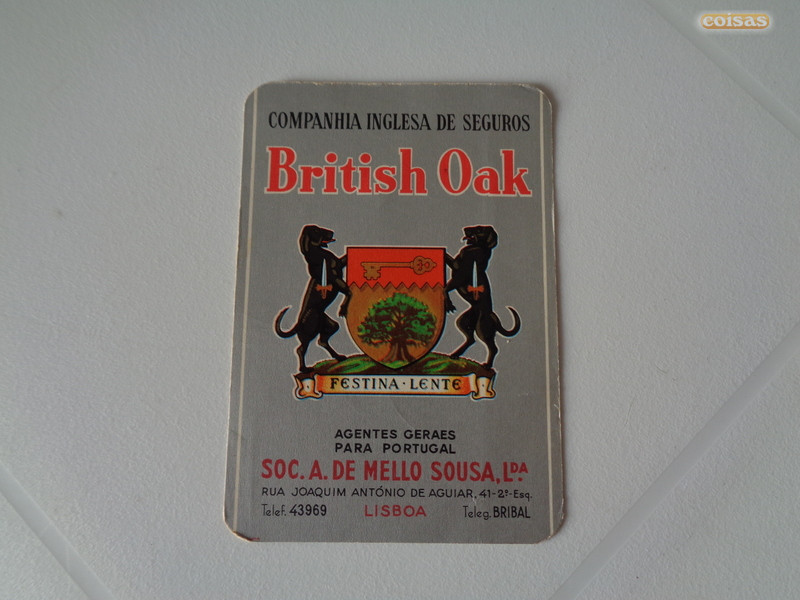 coisas
COMPANHIA INGLESA DE SEGUROS
British Oak
FESTINA · LENTE
AGENTES GERAES
PARA PORTUGAL
SOC. A. DE MELLO SOUSA, LDA.
RUA JOAQUIM ANTÓNIO DE AGUIAR, 41-2º-Esq.
Telef. 43969 LISBOA Teleg. BRIBAL